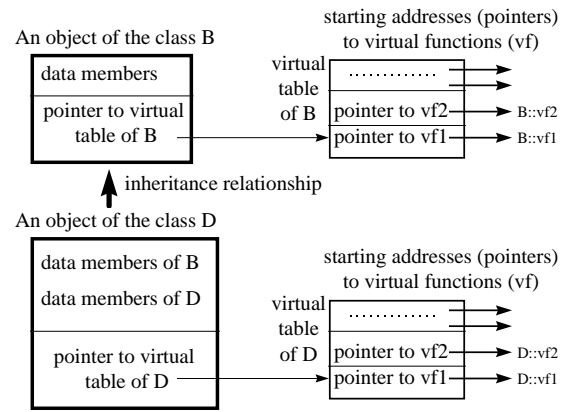 starting addresses (pointers)
to virtual functions (vf)
An object of the class B
data members
pointer to virtual
table of B
virtual
table
of B
............
pointer to vf2
B::vf2
pointer to vf1
B::vf1
inheritance relationship
An object of the class D
data members of B
data members of D
pointer to virtual
table of D
starting addresses (pointers)
to virtual functions (vf)
virtual
table
of D
............
pointer to vf2
D::vf2
pointer to vf1
D::vf1